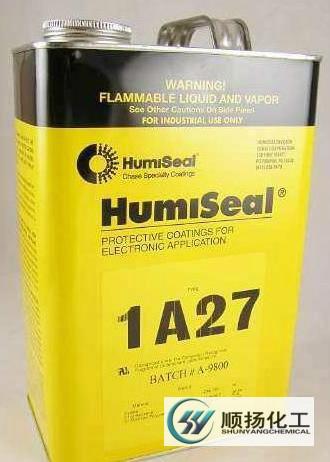 WARNING!
FLAMMABLE LIQUID AND VAPOR
See Other Cautions On Side Panel
FOR INDUSTRIAL USE ONLY
HumiSeal
Chase Specialty Coatings
HumiSeal®
PROTECTIVE COATINGS FOR
ELECTRONIC APPLICATION
TYPE
1A27
BATCH # A-9800
顺扬化工
SHUNYANGCHEMICAL